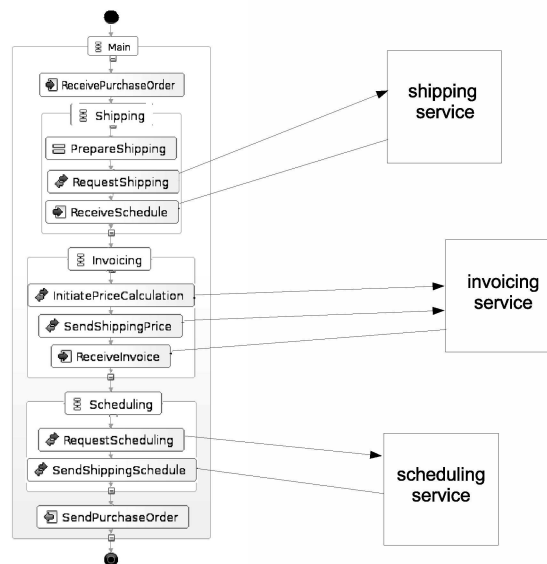 Main
ReceivePurchaseOrder
Shipping
PrepareShipping
RequestShipping
ReceiveSchedule
Invoicing
InitiatePriceCalculation
SendShippingPrice
ReceiveInvoice
Scheduling
RequestScheduling
SendShippingSchedule
SendPurchaseOrder
shipping
service
invoicing
service
scheduling
service